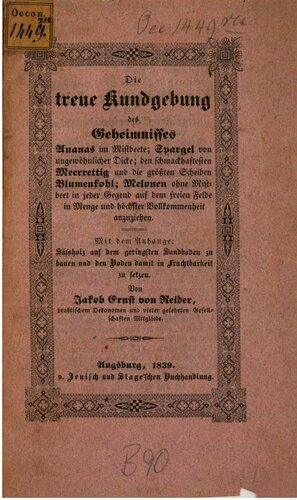 Oecon.
1449.
Oec 1449
Die
treue Kundgebung
des
Geheimnisses
Ananas im Mistbeete; Spargel von
ungewöhnlicher Dicke; den schmackhaftesten
Meerrettig und die größten Scheiben
Blumenkohl; Melonen ohne Mist-
beet in jeder Gegend auf dem freien Felde
in Menge und höchster Vollkommenheit
anzuziehen.
Mit dem Anhange:
Süssholz auf dem geringsten Sandboden zu
bauen und den Boden damit in Fruchtbarkeit
zu setzen.
Von
Jakob Ernst von Reider,
praktischem Oekonomen und vieler gelehrten Gesell-
schaften Mitgliede.
Augsburg, 1839.
v. Jenisch und Stage'schen Buchhandlung.
B90